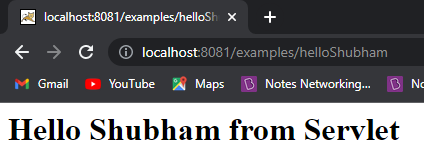 localhost:8081/examples/helloSh
localhost:8081/examples/helloShubham
Gmail YouTube Maps Notes Networking... No
Hello Shubham from Servlet